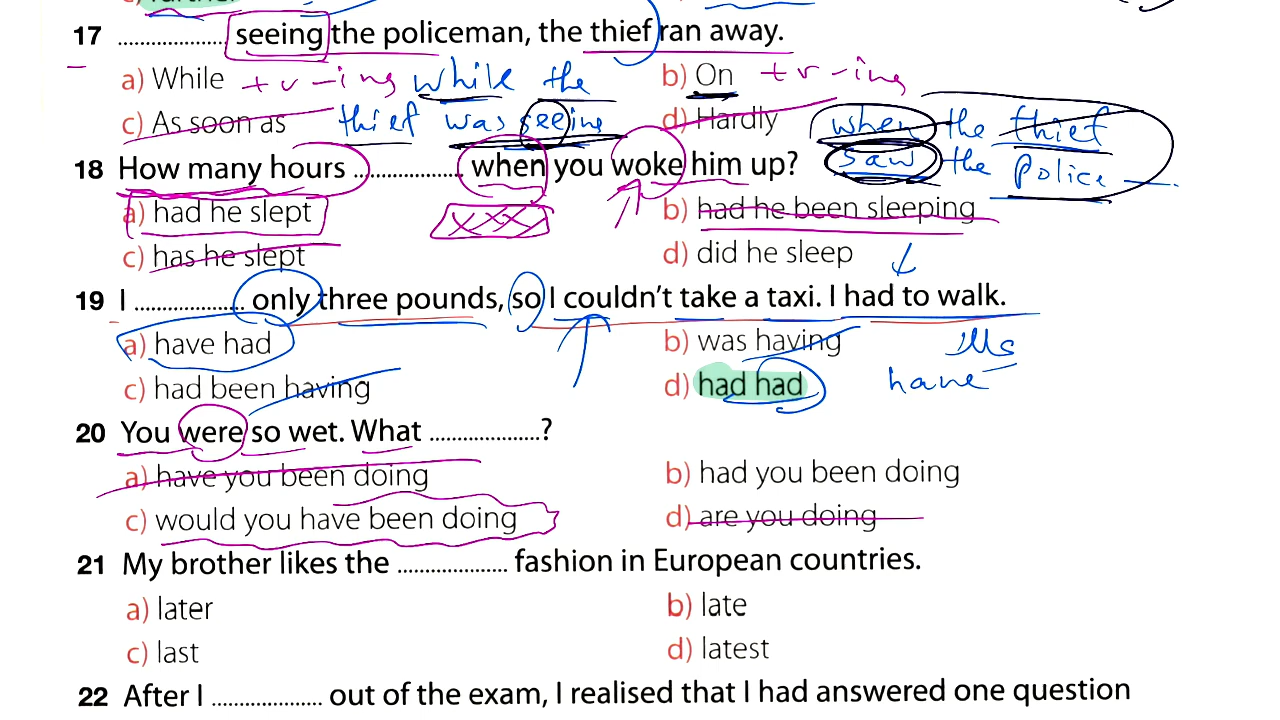 17 .................... seeing the policeman, the thief ran away.
a) While + v - ing while the b) On + v - ing
c) As soon as thief was seeing d) Hardly when the thief
saw the police
18 How many hours .................... when you woke him up?
a) had he slept xxxx b) had he been sleeping
c) has he slept d) did he sleep
19 I .................... only three pounds, so I couldn't take a taxi. I had to walk.
a) have had b) was having
c) had been having d) had had have
20 You were so wet. What ....................?
a) have you been doing b) had you been doing
c) would you have been doing d) are you doing
21 My brother likes the .................... fashion in European countries.
a) later b) late
c) last d) latest
22 After I .................... out of the exam, I realised that I had answered one question